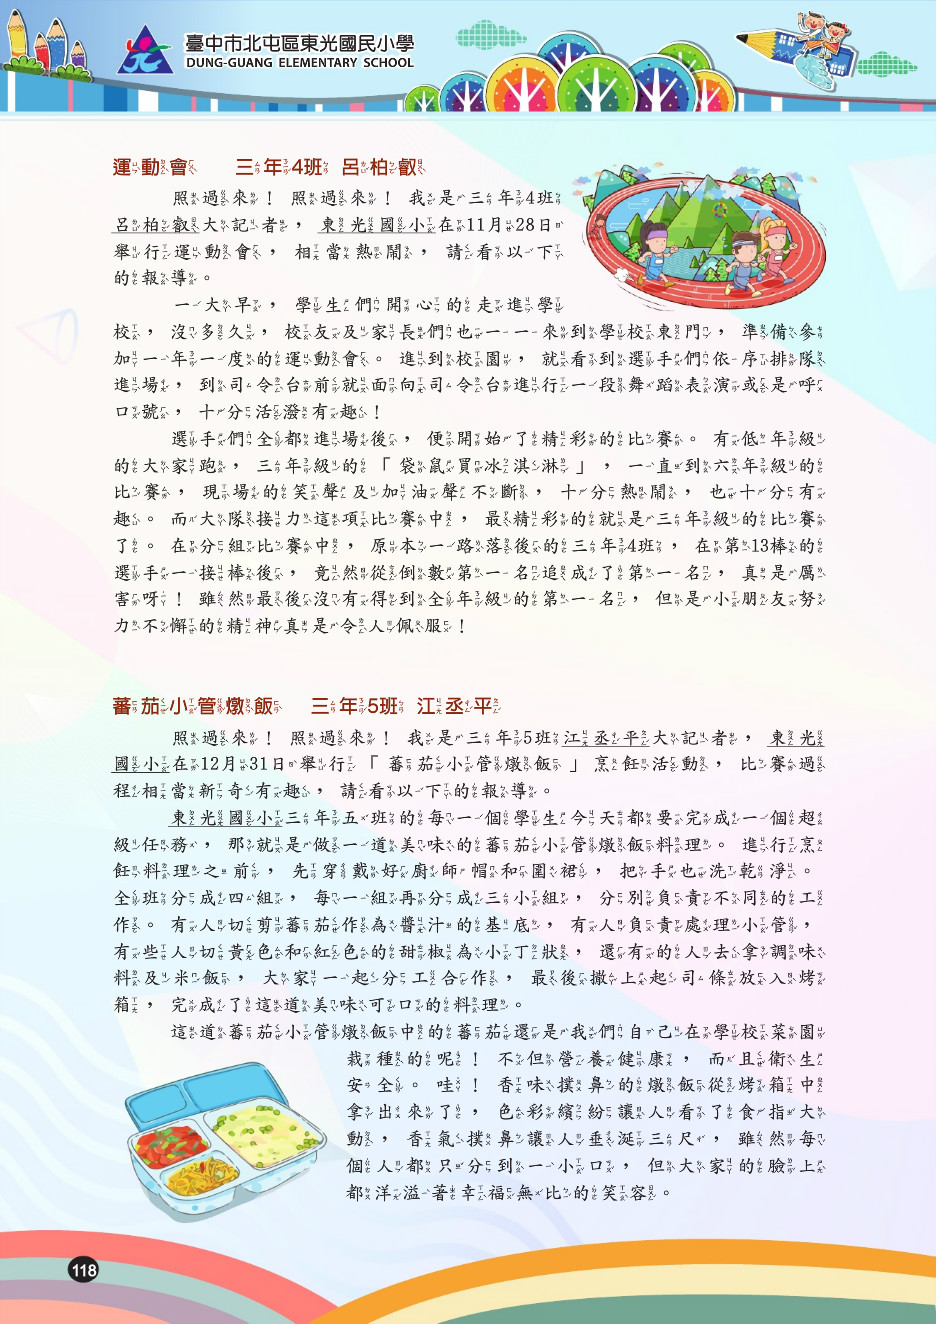 臺中市北屯區東光國民小學
DUNG-GUANG ELEMENTARY SCHOOL
運動會 三年4班 呂柏叡
照過來！照過來！我是三年4班
呂柏叡大記者，東光國小在11月28日
舉行運動會，相當熱鬧，請看以下
的報導。
一大早，學生們開心的走進學
校，沒多久，校友及家長們也一一來到學校東門，準備參
加一年一度的運動會。進到校園，就看到選手們依序排隊
進場，到司令台前就面向司令台進行一段舞蹈表演或是呼
口號，十分活潑有趣！
選手們全都進場後，便開始了精彩的比賽。有低年級
的大家跑，三年級的「袋鼠買冰淇淋」，一直到六年級的
比賽，現場的笑聲及加油聲不斷，十分熱鬧，也十分有
趣。而大隊接力這項比賽中，最精彩的就是三年級的比賽
了。在分組比賽中，原本一路落後的三年4班，在第13棒的
選手一接棒後，竟然從倒數第一名追成了第一名，真是厲
害呀！雖然最後沒有得到全年級的第一名，但是小朋友努
力不懈的精神真是令人佩服！
蕃茄小管燉飯 三年5班 江丞平
照過來！照過來！我是三年5班江丞平大記者，東光
國小在12月31日舉行「蕃茄小管燉飯」烹飪活動，比賽過
程相當新奇有趣，請看以下的報導。
東光國小三年五班的每一個學生今天都要完成一個超
級任務，那就是做一道美味的蕃茄小管燉飯料理。進行烹
飪料理之前，先穿戴好廚師帽和圍裙，把手也洗乾淨。
全班分成四組，每一組再分成三小組，分別負責不同的工
作。有人切剪蕃茄作為醬汁的基底，有人負責處理小管，
有些人切黃色和紅色的甜椒為小丁狀，還有的人去拿調味
料及米飯，大家一起分工合作，最後撒上起司條放入烤
箱，完成了這道美味可口的料理。
這道蕃茄小管燉飯中的蕃茄還是我們自己在學校菜園
栽種的呢！不但營養健康，而且衛生
安全。哇！香味撲鼻的燉飯從烤箱中
拿出來了，色彩繽紛讓人看了食指大
動，香氣撲鼻讓人垂涎三尺，雖然每
個人都只分到一小口，但大家的臉上
都洋溢著幸福無比的笑容。
118